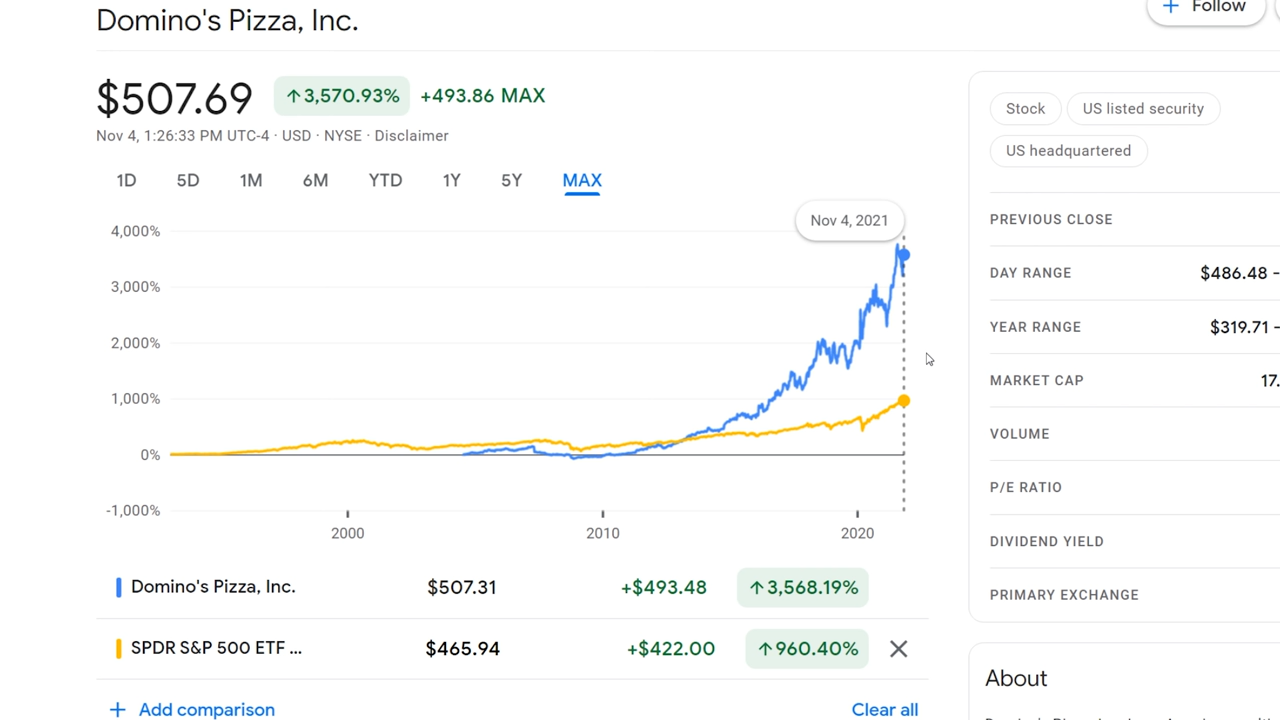 Domino's Pizza, Inc.
+ Follow
$507.69 ↑3,570.93% +493.86 MAX
Nov 4, 1:26:33 PM UTC-4 · USD · NYSE · Disclaimer
1D 5D 1M 6M YTD 1Y 5Y MAX
Nov 4, 2021
4,000%
3,000%
2,000%
1,000%
0%
-1,000%
2000 2010 2020
Domino's Pizza, Inc. $507.31 +$493.48 ↑3,568.19%
SPDR S&P 500 ETF ... $465.94 +$422.00 ↑960.40%
+ Add comparison Clear all
Stock US listed security
US headquartered
PREVIOUS CLOSE
DAY RANGE $486.48 -
YEAR RANGE $319.71 -
MARKET CAP 17.
VOLUME
P/E RATIO
DIVIDEND YIELD
PRIMARY EXCHANGE
About